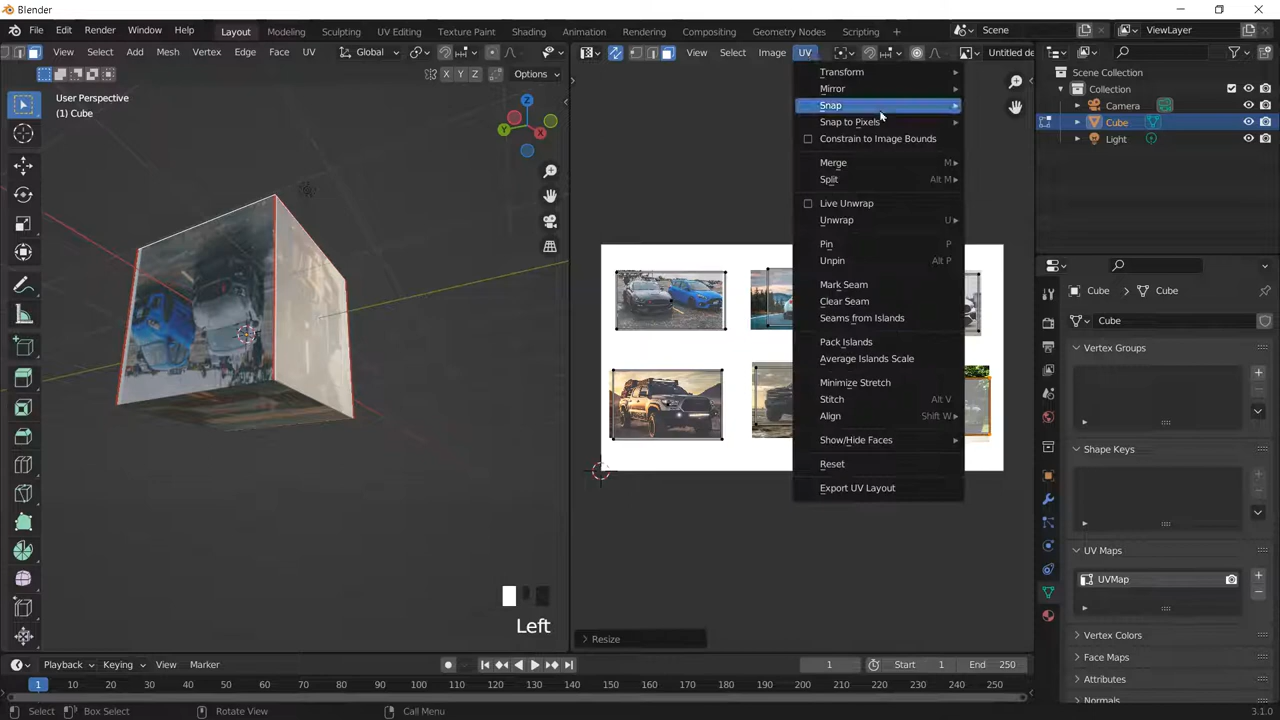 Blender
File Edit Render Window Help
Layout Modeling Sculpting UV Editing Texture Paint Shading Animation Rendering Compositing Geometry Nodes Scripting +
Scene
ViewLayer
View Select Add Mesh Vertex Edge Face UV
Global
View Select Image UV
Untitled de
X Y Z
Options
User Perspective
(1) Cube
Z
Y
X
Transform
Mirror
Snap
Snap to Pixels
Constrain to Image Bounds
Merge M
Split Alt M
Live Unwrap
Unwrap U
Pin P
Unpin Alt P
Mark Seam
Clear Seam
Seams from Islands
Pack Islands
Average Islands Scale
Minimize Stretch
Stitch Alt V
Align Shift W
Show/Hide Faces
Reset
Export UV Layout
Scene Collection
Collection
Camera
Cube
Light
Cube
Cube
Cube
Vertex Groups
Shape Keys
UV Maps
UVMap
Vertex Colors
Face Maps
Attributes
Normals
Left
Resize
Playback Keying View Marker
1 Start 1 End 250
1 10 20 30 40 50 60 70 80 90 100 110 120 130 140 150 160 170 180 190 200 210 220 230 240 250
Select Box Select Rotate View Call Menu 3.1.0